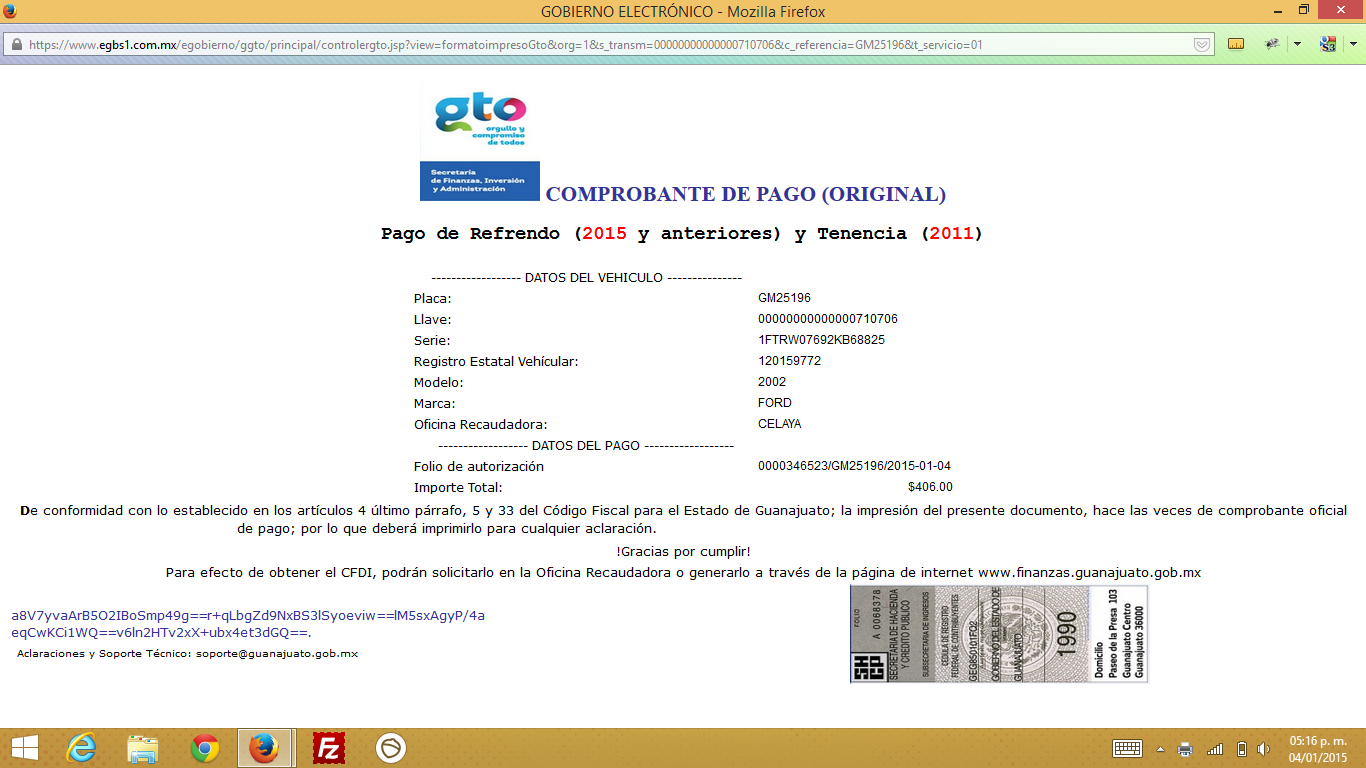 GOBIERNO ELECTRÓNICO - Mozilla Firefox
https://www.egbs1.com.mx/egobierno/ggto/principal/controlergto.jsp?view=formatoimpresoGto&org=1&s_transm=00000000000000710706&c_referencia=GM25196&t_servicio=01
gto
orgullo y
compromiso
de todos
Secretaría
de Finanzas, Inversión
y Administración
COMPROBANTE DE PAGO (ORIGINAL)
Pago de Refrendo (2015 y anteriores) y Tenencia (2011)
------------------ DATOS DEL VEHICULO ---------------
Placa: GM25196
Llave: 00000000000000710706
Serie: 1FTRW07692KB68825
Registro Estatal Vehícular: 120159772
Modelo: 2002
Marca: FORD
Oficina Recaudadora: CELAYA
------------------ DATOS DEL PAGO ------------------
Folio de autorización 0000346523/GM25196/2015-01-04
Importe Total: $406.00
De conformidad con lo establecido en los artículos 4 último párrafo, 5 y 33 del Código Fiscal para el Estado de Guanajuato; la impresión del presente documento, hace las veces de comprobante oficial
de pago; por lo que deberá imprimirlo para cualquier aclaración.
!Gracias por cumplir!
Para efecto de obtener el CFDI, podrán solicitarlo en la Oficina Recaudadora o generarlo a través de la página de internet www.finanzas.guanajuato.gob.mx
a8V7yvaArB5O2IBoSmp49g==r+qLbgZd9NxBS3lSyoeviw==lM5sxAgyP/4a
eqCwKCi1WQ==v6ln2HTv2xX+ubx4et3dGQ==.
Aclaraciones y Soporte Técnico: soporte@guanajuato.gob.mx
SHCP
FOLIO
A 0068378
SECRETARIA DE HACIENDA
Y CREDITO PUBLICO
SUBSECRETARIA DE INGRESOS
CEDULA DE REGISTRO
FEDERAL DE CONTRIBUYENTES
GEG850101FQ2
GOBIERNO DEL ESTADO DE
GUANAJUATO
1990
Domicilio
Paseo de la Presa 103
Guanajuato Centro
Guanajuato 36000
05:16 p. m.
04/01/2015